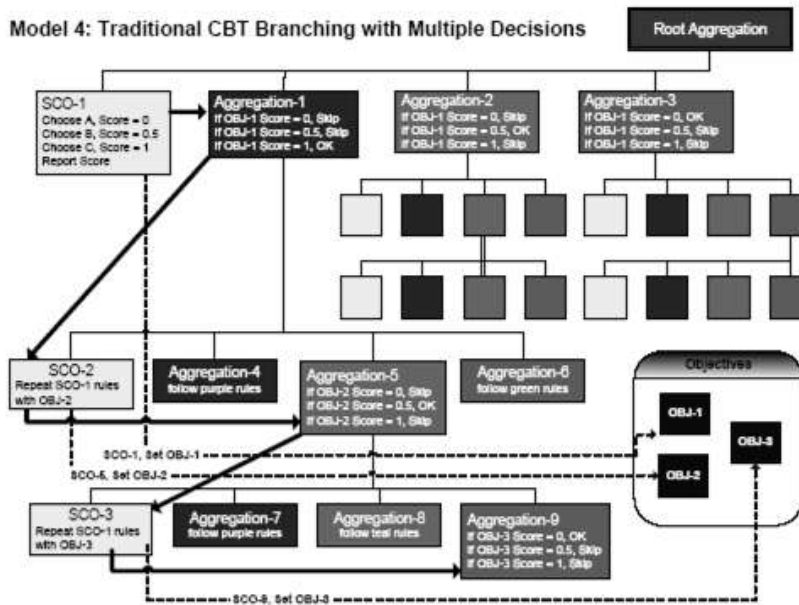 Model 4: Traditional CBT Branching with Multiple Decisions
Root Aggregation
SCO-1
Choose A, Score = 0
Choose B, Score = 0.5
Choose C, Score = 1
Report Score
Aggregation-1
If OBJ-1 Score = 0, Skip
If OBJ-1 Score = 0.5, Skip
If OBJ-1 Score = 1, OK
Aggregation-2
If OBJ-1 Score = 0, Skip
If OBJ-1 Score = 0.5, OK
If OBJ-1 Score = 1, Skip
Aggregation-3
If OBJ-1 Score = 0, OK
If OBJ-1 Score = 0.5, Skip
If OBJ-1 Score = 1, Skip
SCO-2
Repeat SCO-1 rules
with OBJ-2
Aggregation-4
follow purple rules
Aggregation-5
If OBJ-2 Score = 0, Skip
If OBJ-2 Score = 0.5, OK
If OBJ-2 Score = 1, Skip
Aggregation-6
follow green rules
Objectives
OBJ-1
OBJ-2
OBJ-3
SCO-1, Set OBJ-1
SCO-5, Set OBJ-2
SCO-3
Repeat SCO-1 rules
with OBJ-3
Aggregation-7
follow purple rules
Aggregation-8
follow teal rules
Aggregation-9
If OBJ-3 Score = 0, OK
If OBJ-3 Score = 0.5, Skip
If OBJ-3 Score = 1, Skip
SCO-9, Set OBJ-3